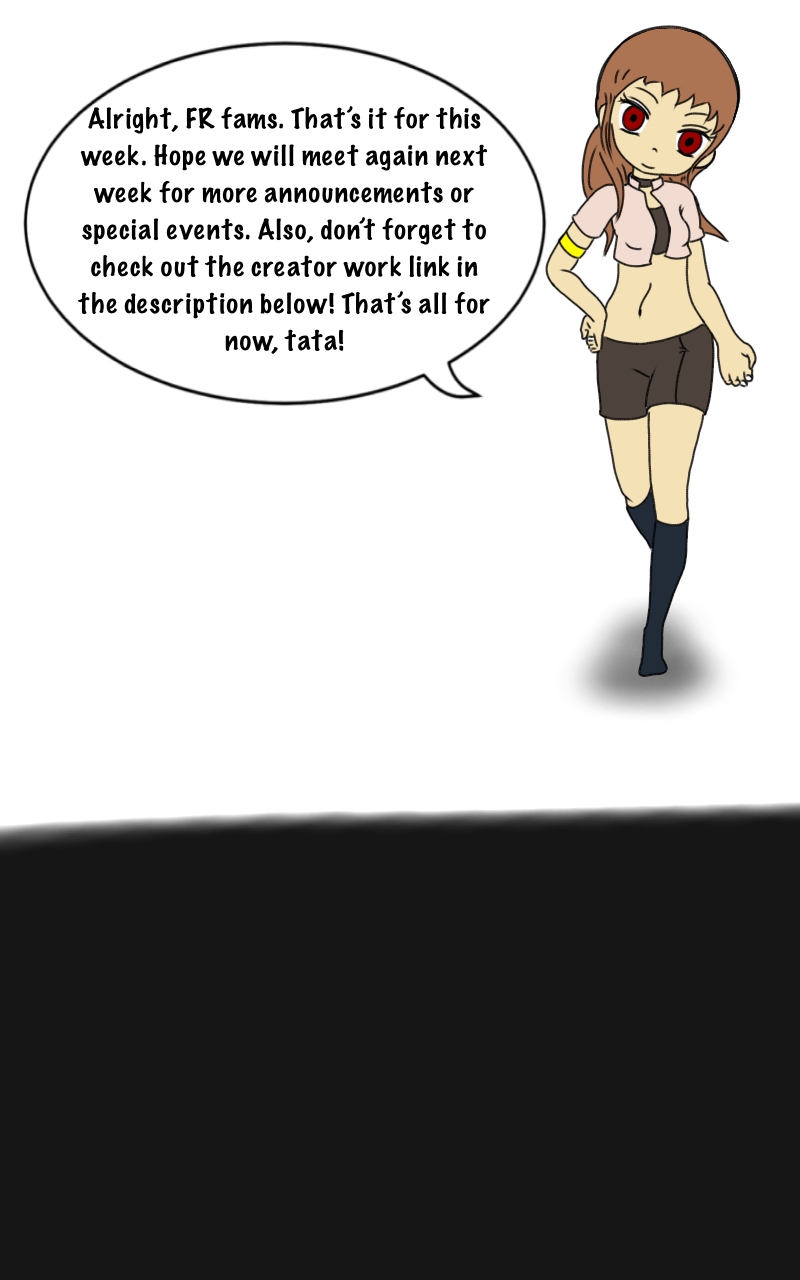 Alright, FR fams. That's it for this
week. Hope we will meet again next
week for more announcements or
special events. Also, don't forget to
check out the creator work link in
the description below! That's all for
now, tata!